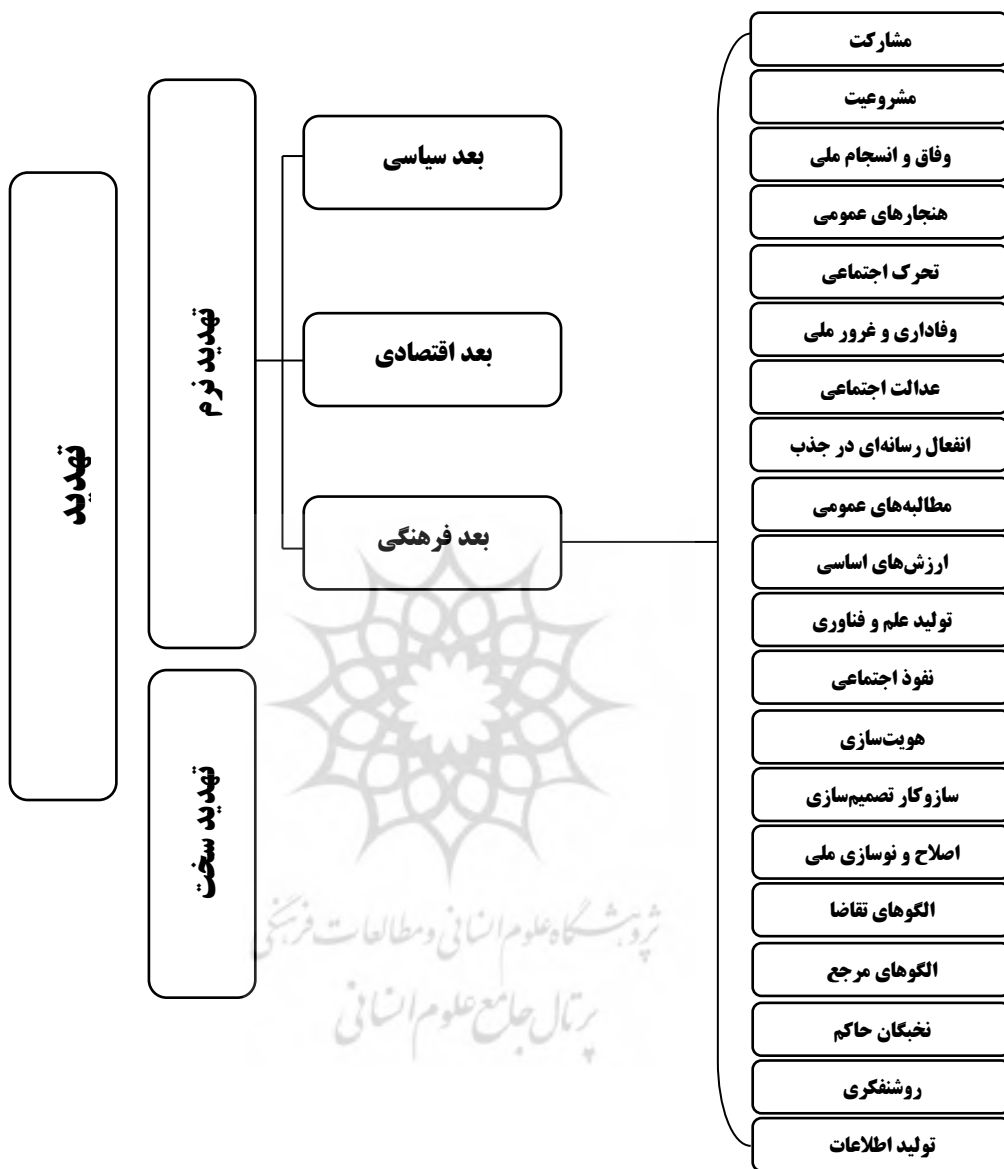 تهدید
تهدید نرم
تهدید سخت
بعد سیاسی
بعد اقتصادی
بعد فرهنگی
مشارکت
مشروعیت
وفاق و انسجام ملی
هنجارهای عمومی
تحرک اجتماعی
وفاداری و غرور ملی
عدالت اجتماعی
انفعال رسانه‌ای در جذب
مطالبه‌های عمومی
ارزش‌های اساسی
تولید علم و فناوری
نفوذ اجتماعی
هویت‌سازی
سازوکار تصمیم‌سازی
اصلاح و نوسازی ملی
الگوهای تقاضا
الگوهای مرجع
نخبگان حاکم
روشنفکری
تولید اطلاعات
پژوهشگاه علوم انسانی و مطالعات فرهنگی
پرتال جامع علوم انسانی